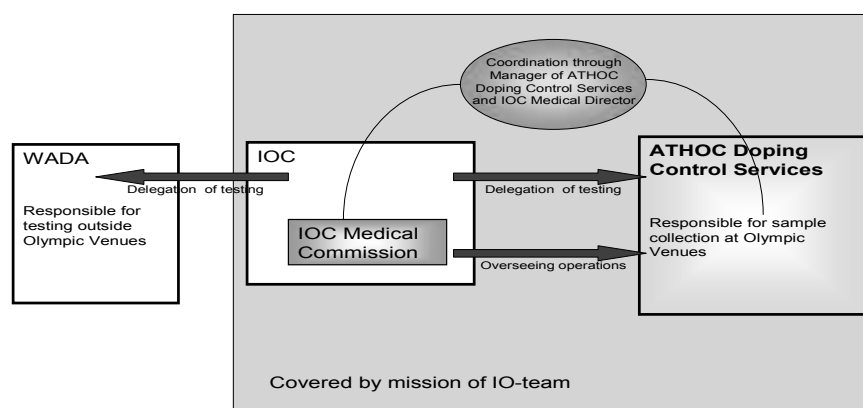 Coordination through
Manager of ATHOC
Doping Control Services
and IOC Medical Director
WADA
Responsible for
testing outside
Olympic Venues
Delegation of testing
IOC
IOC Medical
Commission
Delegation of testing
Overseeing operations
ATHOC Doping
Control Services
Responsible for sample
collection at Olympic
Venues
Covered by mission of IO-team